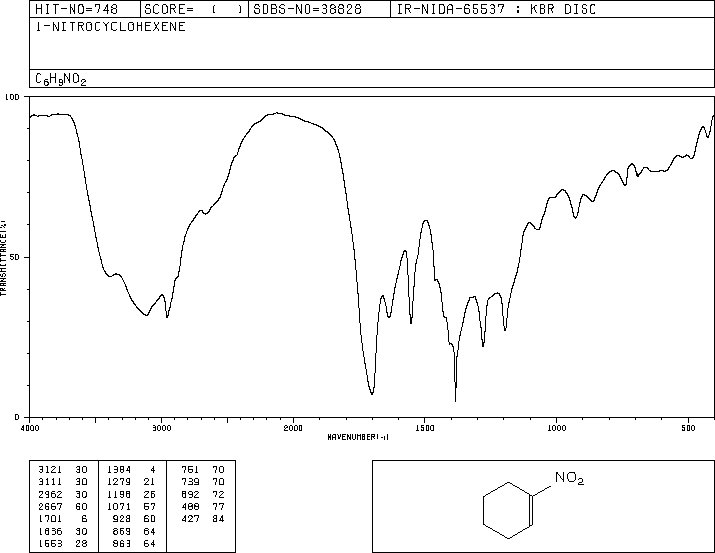 HIT-NO=748 SCORE= ( ) SDBS-NO=38828 IR-NIDA-65537 : KBR DISC
1-NITROCYCLOHEXENE
C6H9NO2
100
50
0
TRANSMITTANCE(%)
4000 3000 2000 1500 1000 500
WAVENUMBER(-1)
3121 30 1384 4 761 70
3111 30 1279 21 739 70
2962 30 1198 26 692 72
2667 60 1071 57 488 77
1701 6 928 60 427 84
1636 30 869 64
1553 28 863 64
NO2